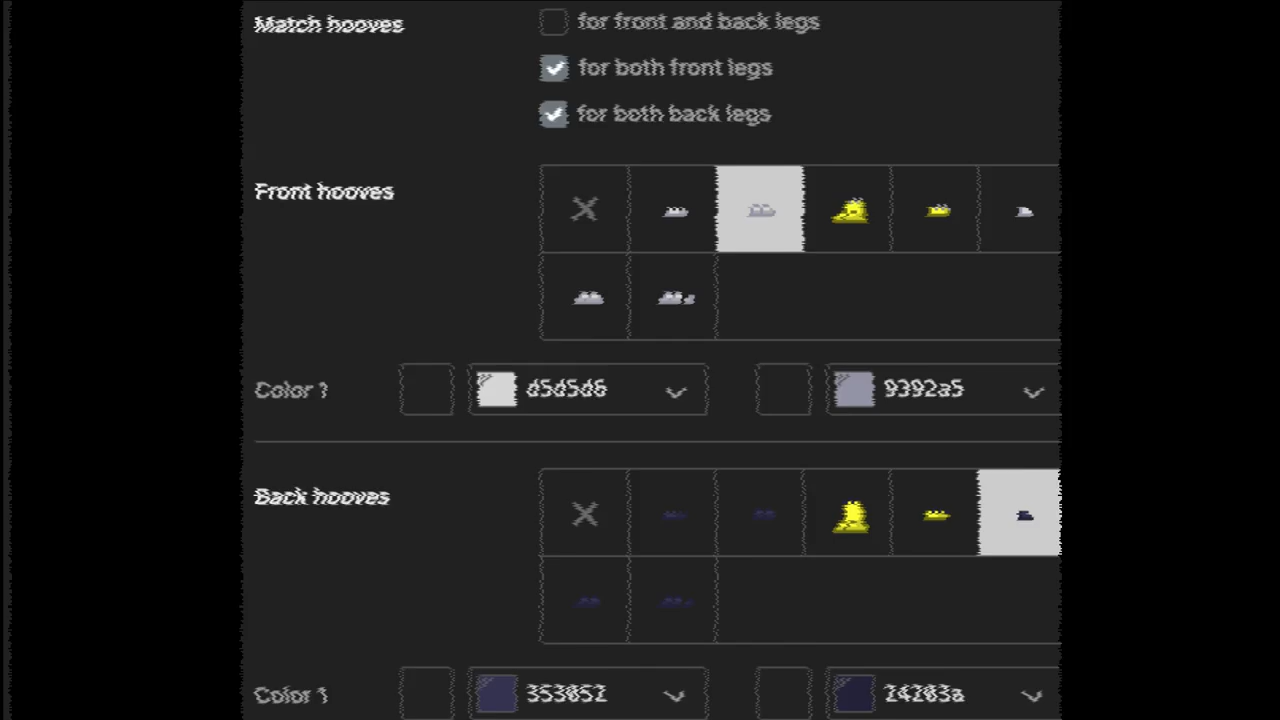 Match hooves
for front and back legs
for both front legs
for both back legs
Front hooves
Color 1
d5d5d6
9392a5
Back hooves
Color 1
353052
24203a